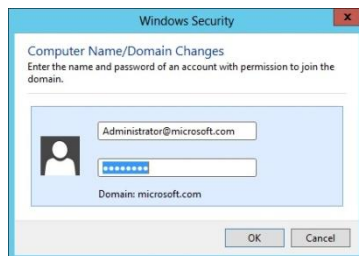 Windows Security
x
Computer Name/Domain Changes
Enter the name and password of an account with permission to join the
domain.
Administrator@microsoft.com
••••••••
Domain: microsoft.com
OK
Cancel